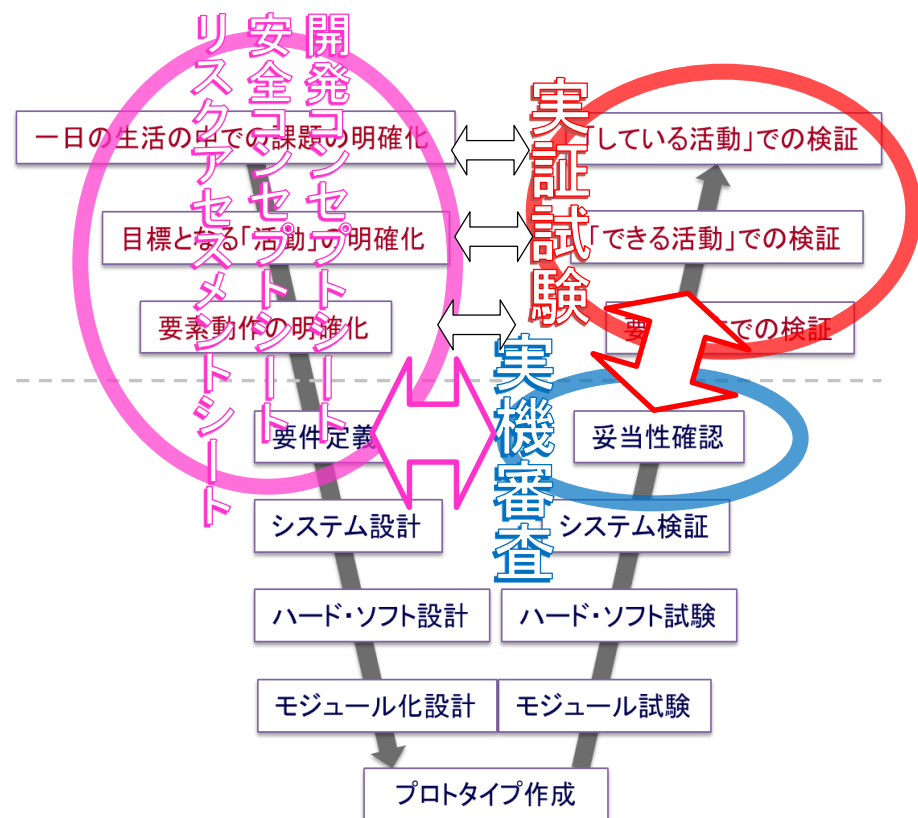 開発コンセプトシート
安全コンセプトシート
リスクアセスメントシート
実証試験
実機審査
一日の生活の中での課題の明確化
「している活動」での検証
目標となる「活動」の明確化
「できる活動」での検証
要素動作の明確化
要 での検証
要件定義
妥当性確認
システム設計
システム検証
ハード・ソフト設計
ハード・ソフト試験
モジュール化設計
モジュール試験
プロトタイプ作成